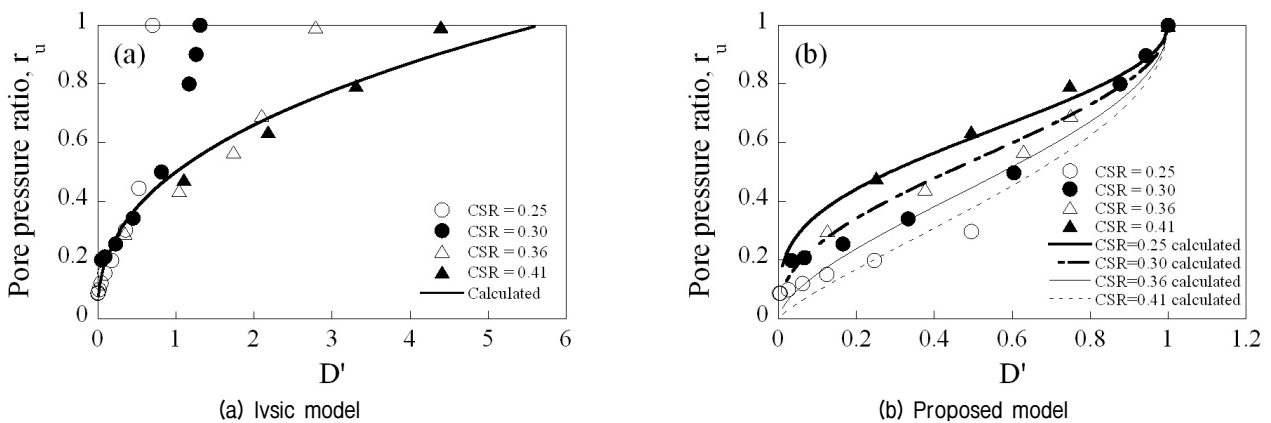 (a)
Pore pressure ratio, r_u
1
0.8
0.6
0.4
0.2
0
CSR = 0.25
CSR = 0.30
CSR = 0.36
CSR = 0.41
Calculated
0 1 2 3 4 5 6
D'
(a) Ivsic model
(b)
Pore pressure ratio, r_u
1
0.8
0.6
0.4
0.2
0
CSR = 0.25
CSR = 0.30
CSR = 0.36
CSR = 0.41
CSR=0.25 calculated
CSR=0.30 calculated
CSR=0.36 calculated
CSR=0.41 calculated
0 0.2 0.4 0.6 0.8 1 1.2
D'
(b) Proposed model